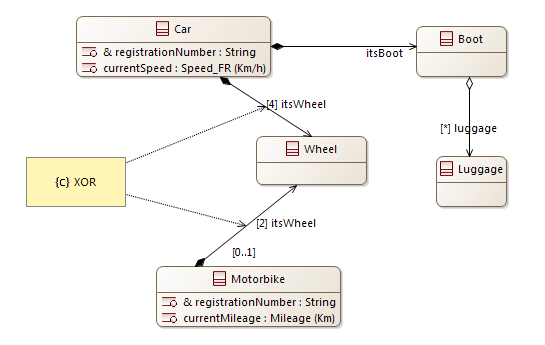 Car
& registrationNumber : String
currentSpeed : Speed_FR (Km/h)
itsBoot
Boot
[4] itsWheel
[*] luggage
Wheel
Luggage
{c} XOR
[2] itsWheel
[0..1]
Motorbike
& registrationNumber : String
currentMileage : Mileage (Km)